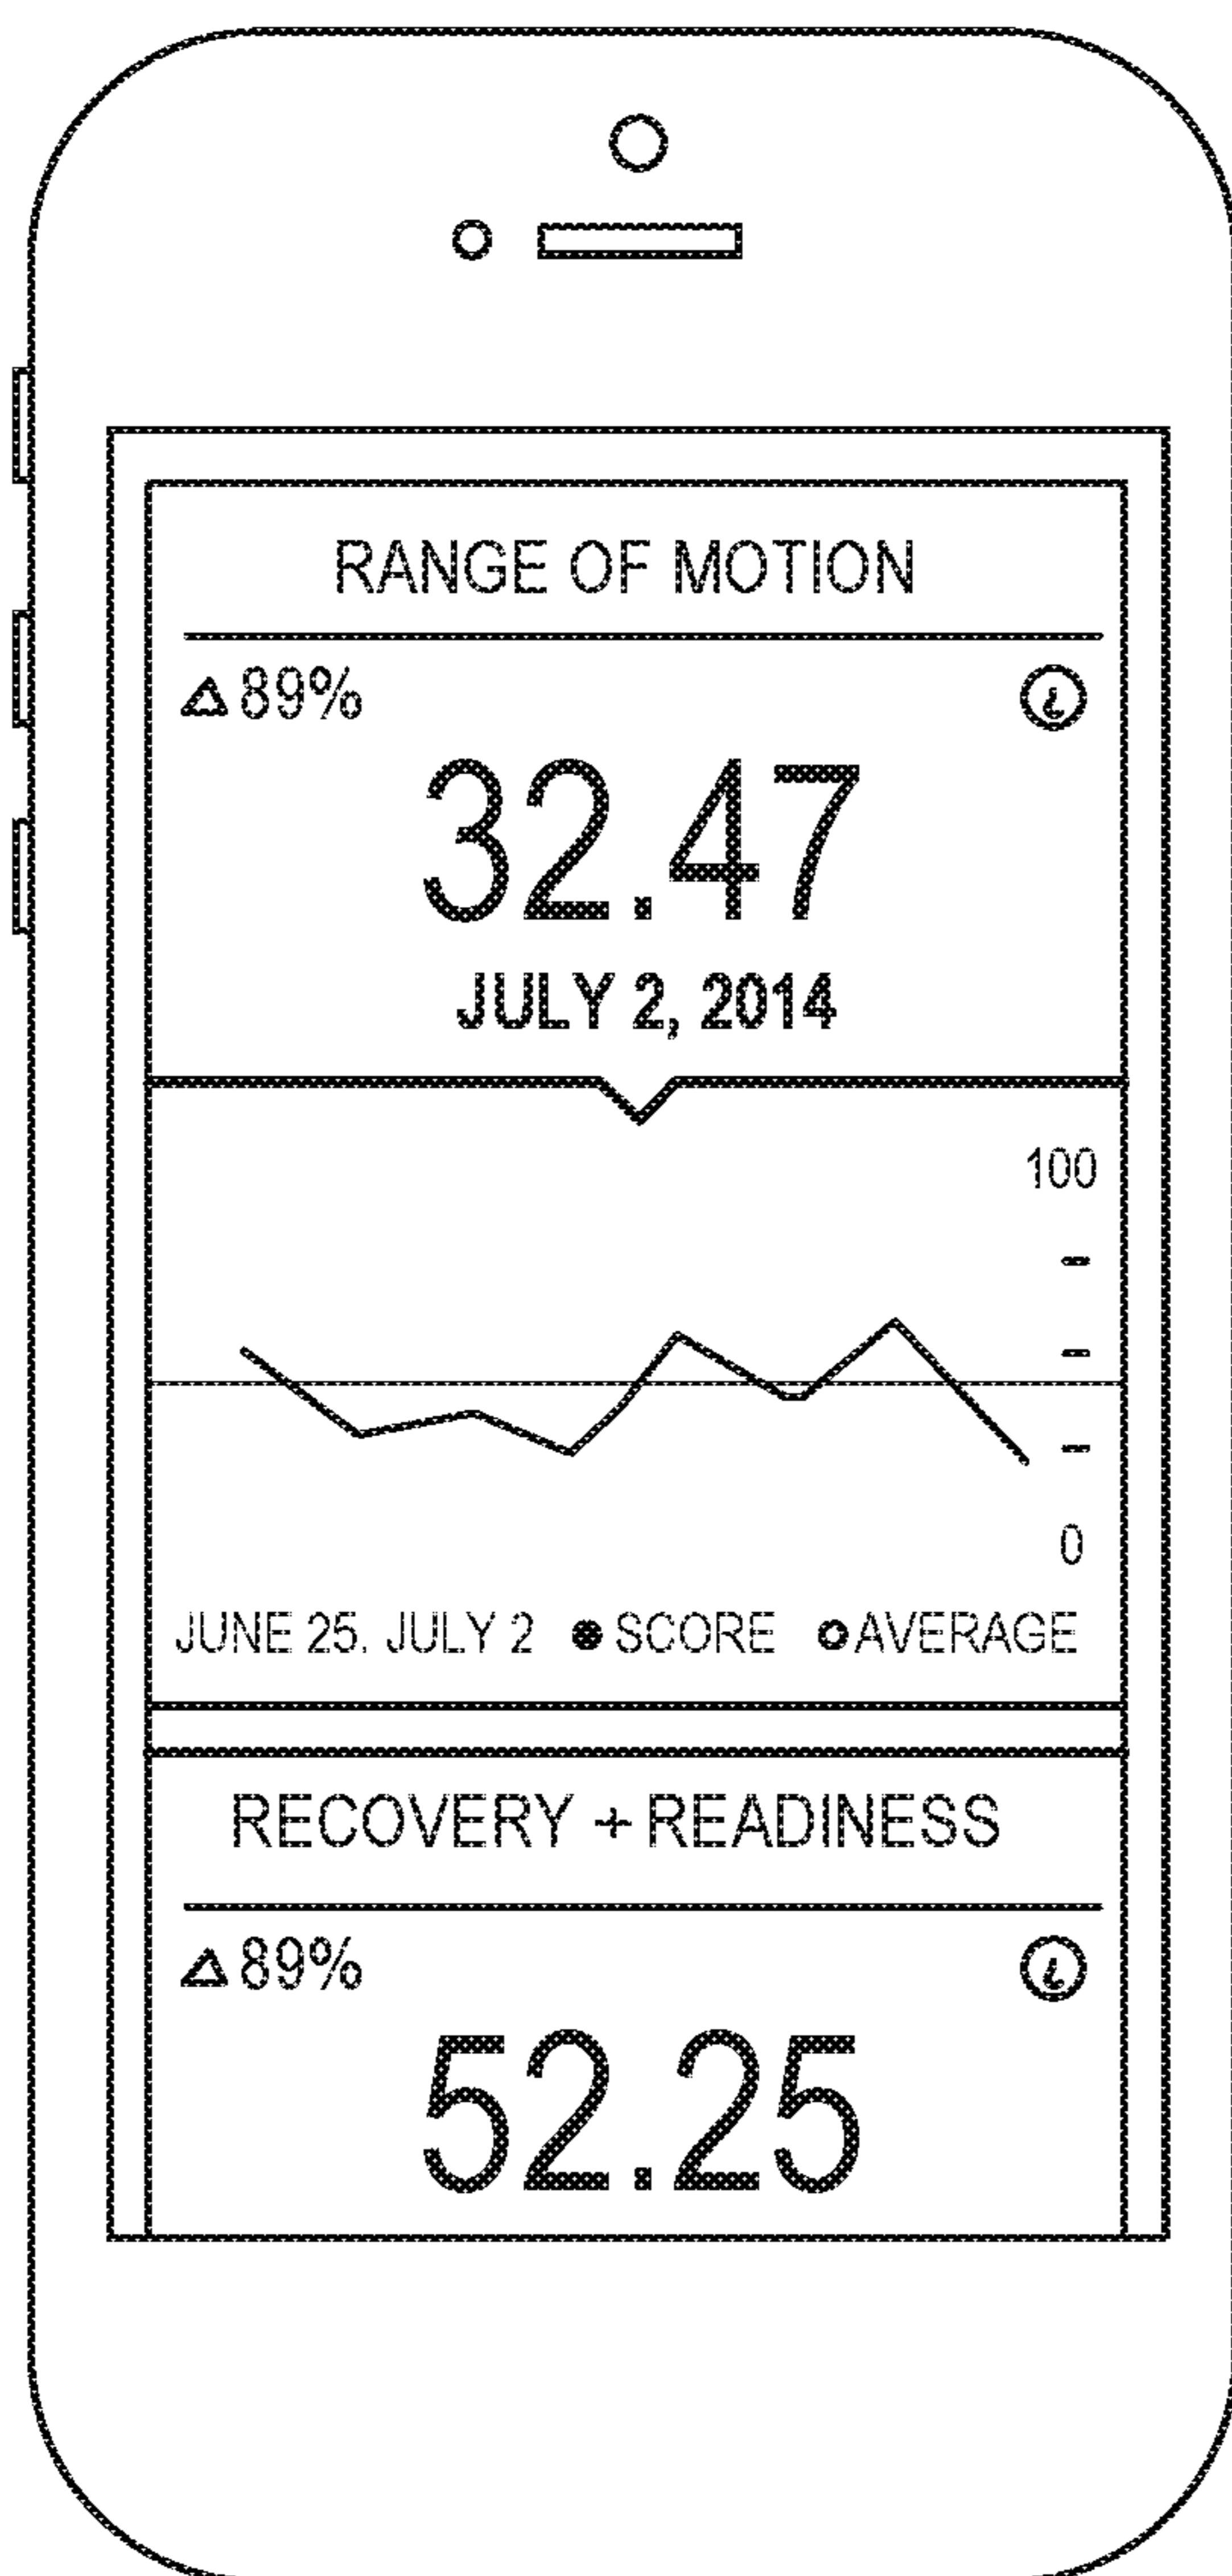 RANGE OF MOTION
△89%
32.47
JULY 2, 2014
100
0
JUNE 25. JULY 2 ● SCORE ○AVERAGE
RECOVERY + READINESS
△89%
52.25